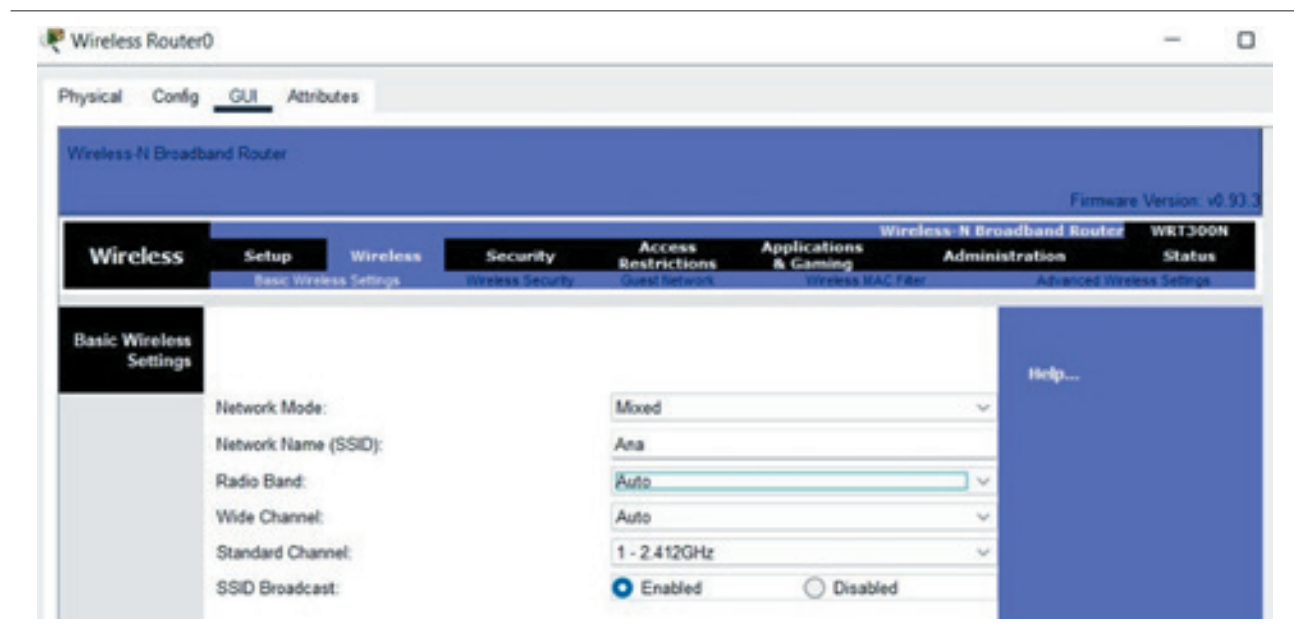 Wireless Router0
Physical Config GUI Attributes
Wireless-N Broadband Router
Firmware Version: v0.93.3
Wireless-N Broadband Router WRT300N
Wireless Setup Wireless Security Access Restrictions Applications & Gaming Administration Status
Basic Wireless Settings Wireless Security Guest Network Wireless MAC Filter Advanced Wireless Settings
Basic Wireless Settings
Help...
Network Mode: Mixed
Network Name (SSID): Ana
Radio Band: Auto
Wide Channel: Auto
Standard Channel: 1 - 2.412GHz
SSID Broadcast: Enabled Disabled